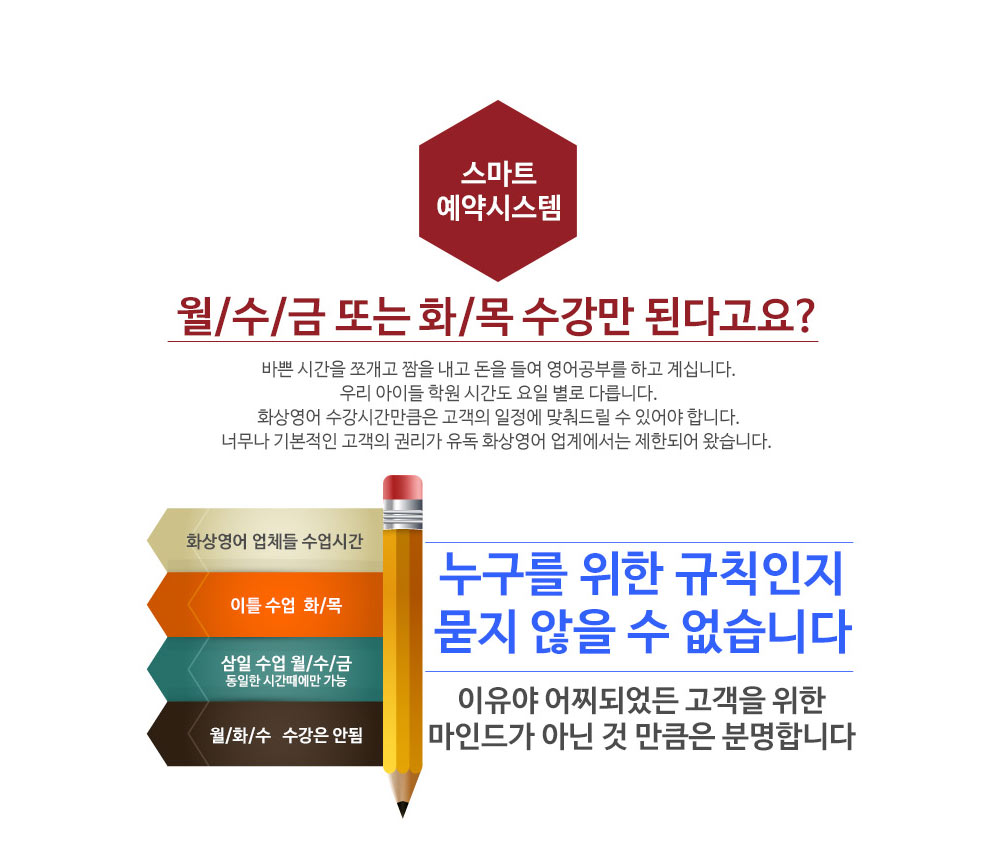 스마트
예약시스템
월/수/금 또는 화/목 수강만 된다고요?
바쁜 시간을 쪼개고 짬을 내고 돈을 들여 영어공부를 하고 계십니다.
우리 아이들 학원 시간도 요일 별로 다릅니다.
화상영어 수강시간만큼은 고객의 일정에 맞춰드릴 수 있어야 합니다.
너무나 기본적인 고객의 권리가 유독 화상영어 업계에서는 제한되어 왔습니다.
화상영어 업체들 수업시간
이틀 수업 화/목
삼일 수업 월/수/금
동일한 시간때에만 가능
월/화/수 수강은 안됨
누구를 위한 규칙인지
묻지 않을 수 없습니다
이유야 어찌되었든 고객을 위한
마인드가 아닌 것 만큼은 분명합니다